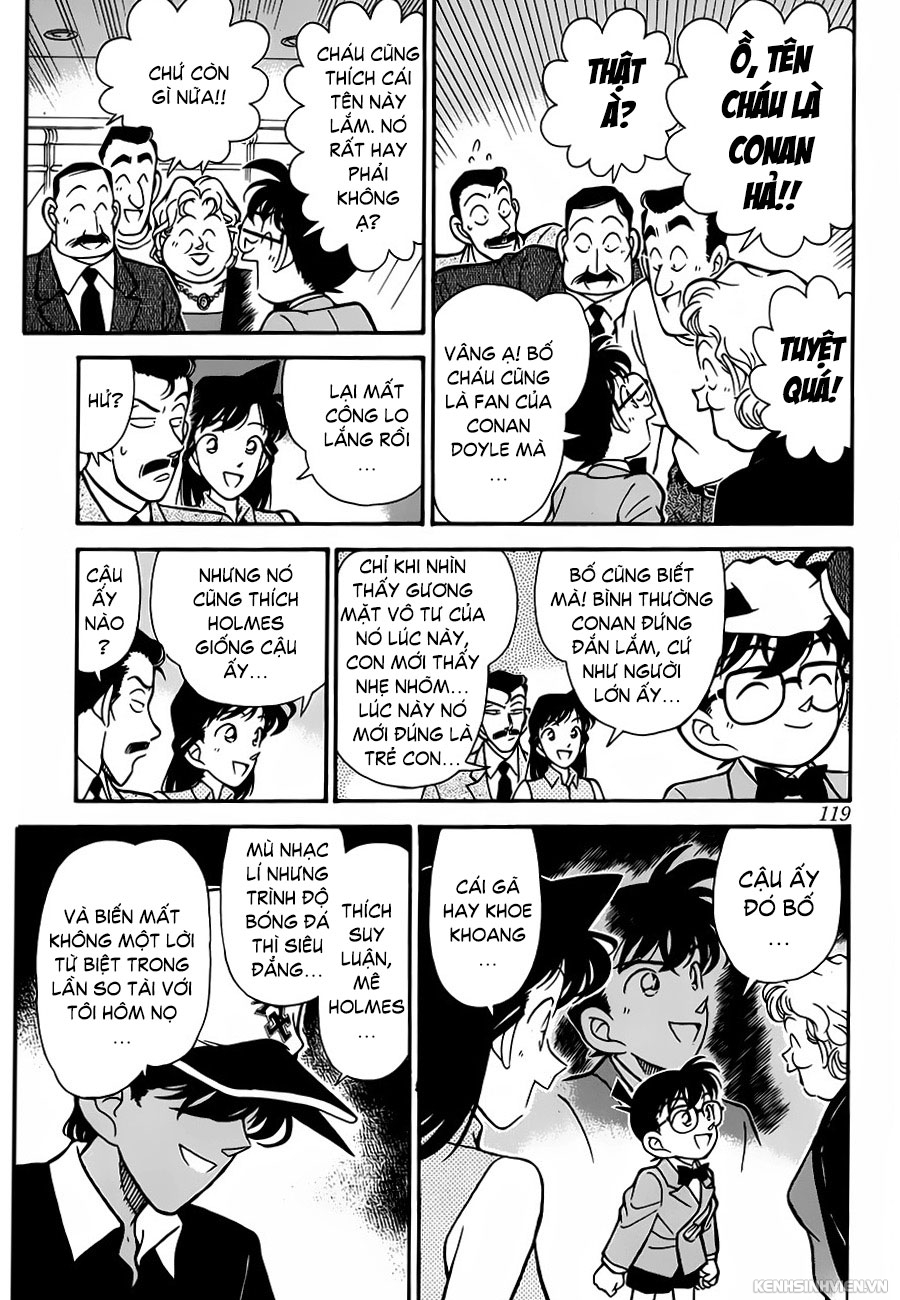 Ồ, TÊN
CHÁU LÀ
CONAN
HẢ!!
THẬT
À?
TUYỆT
QUÁ!
VÂNG Ạ! BỐ
CHÁU CŨNG
LÀ FAN CỦA
CONAN
DOYLE MÀ
...
CHÁU CŨNG
THÍCH CÁI
TÊN NÀY
LẮM. NÓ
RẤT HAY
PHẢI
KHÔNG
Ạ?
CHỨ CÒN
GÌ NỮA!!
LẠI MẤT
CÔNG LO
LẮNG RỒI
...
HỬ?
BỐ CŨNG BIẾT
MÀ! BÌNH THƯỜNG
CONAN ĐỨNG
ĐẮN LẮM, CỨ
NHƯ NGƯỜI
LỚN ẤY...
CHỈ KHI NHÌN
THẤY GƯƠNG
MẶT VÔ TƯ CỦA
NÓ LÚC NÀY,
CON MỚI THẤY
NHẸ NHÕM...
LÚC NÀY NÓ
MỚI ĐÚNG LÀ
TRẺ CON...
NHƯNG NÓ
CŨNG THÍCH
HOLMES
GIỐNG CẬU
ẤY...
CẬU
ẤY
NÀO
?
119
CẬU ẤY
ĐÓ BỐ
...
CÁI GÃ
HAY KHOE
KHOANG
...
THÍCH
SUY
LUẬN,
MÊ
HOLMES
...
MÙ NHẠC
LÍ NHƯNG
TRÌNH ĐỘ
BÓNG ĐÁ
THÌ SIÊU
ĐẲNG...
VÀ BIẾN MẤT
KHÔNG MỘT LỜI
TỪ BIỆT TRONG
LẦN SO TÀI VỚI
TÔI HÔM NỌ
...
KENHSINHVIEN.VN